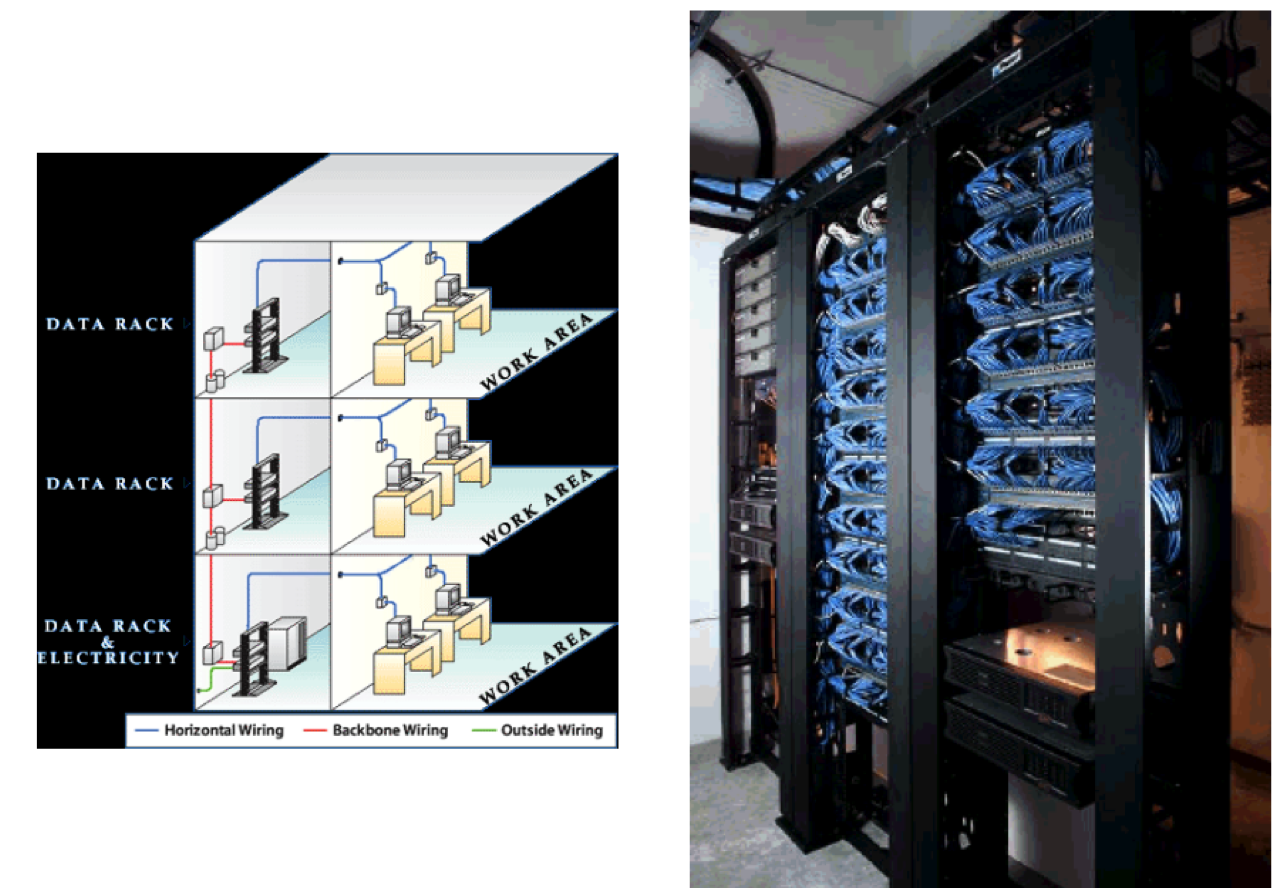 DATA RACK
WORK AREA
DATA RACK
WORK AREA
DATA RACK
&
ELECTRICITY
WORK AREA
Horizontal Wiring Backbone Wiring Outside Wiring